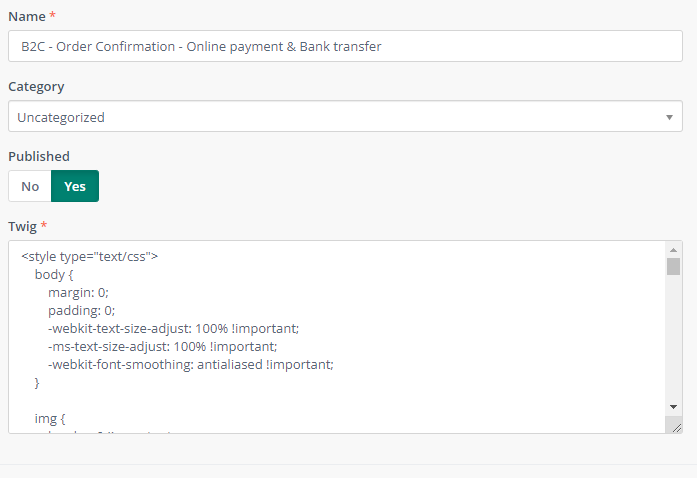 Name *
B2C - Order Confirmation - Online payment & Bank transfer
Category
Uncategorized
Published
No Yes
Twig *
<style type="text/css">
body {
margin: 0;
padding: 0;
-webkit-text-size-adjust: 100% !important;
-ms-text-size-adjust: 100% !important;
-webkit-font-smoothing: antialiased !important;
}
img {